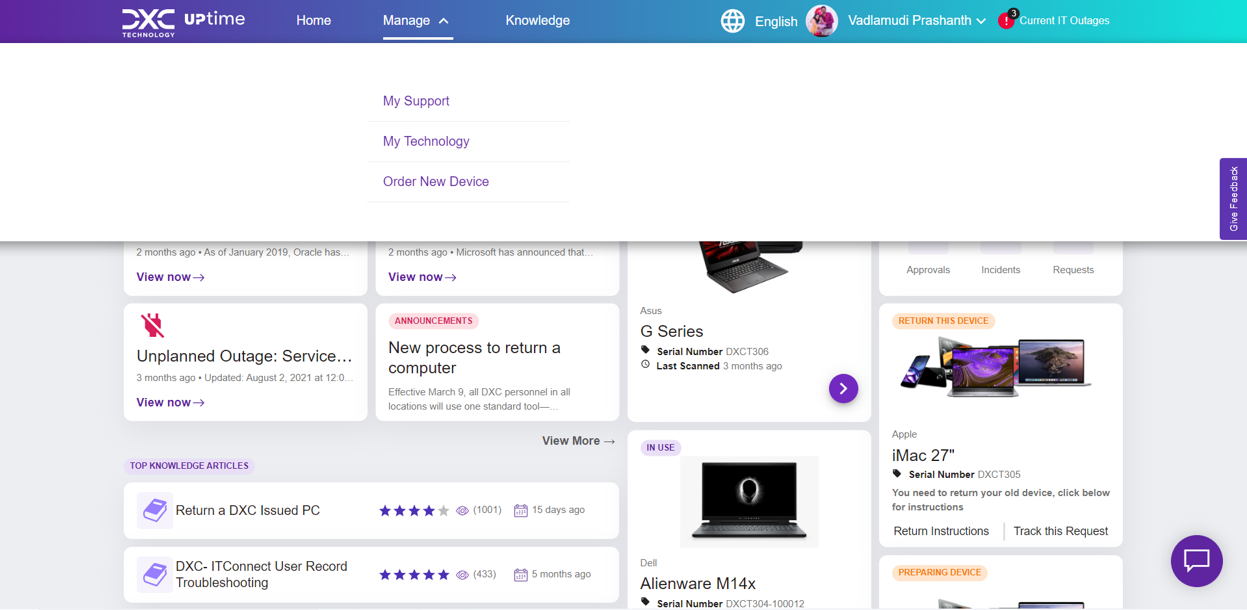 DXC TECHNOLOGY UPtime
Home
Manage
Knowledge
English
Vadlamudi Prashanth
3
Current IT Outages
My Support
My Technology
Order New Device
Give Feedback
2 months ago • As of January 2019, Oracle has...
View now→
2 months ago • Microsoft has announced that...
View now→
Unplanned Outage: Service...
3 months ago • Updated: August 2, 2021 at 12:0...
View now→
ANNOUNCEMENTS
New process to return a
computer
Effective March 9, all DXC personnel in all
locations will use one standard tool—...
View More →
TOP KNOWLEDGE ARTICLES
Return a DXC Issued PC
(1001)
15 days ago
DXC- ITConnect User Record
Troubleshooting
(433)
5 months ago
Asus
G Series
Serial Number DXCT306
Last Scanned 3 months ago
IN USE
Dell
Alienware M14x
Serial Number DXCT304-100012
Approvals
Incidents
Requests
RETURN THIS DEVICE
Apple
iMac 27"
Serial Number DXCT305
You need to return your old device, click below
for instructions
Return Instructions
Track this Request
PREPARING DEVICE